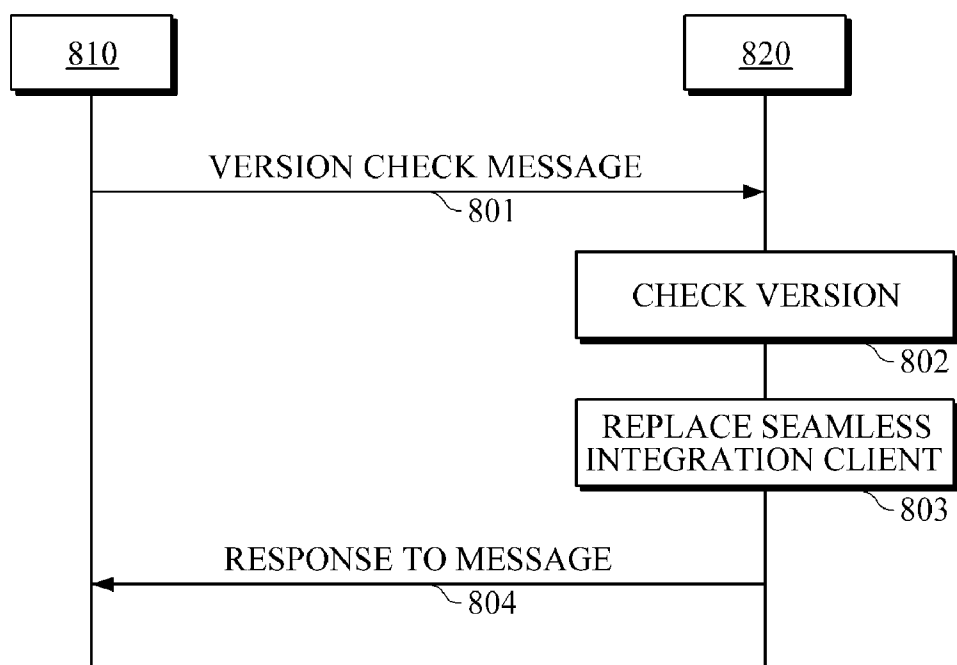 810
820
VERSION CHECK MESSAGE
801
CHECK VERSION
802
REPLACE SEAMLESS
INTEGRATION CLIENT
803
RESPONSE TO MESSAGE
804